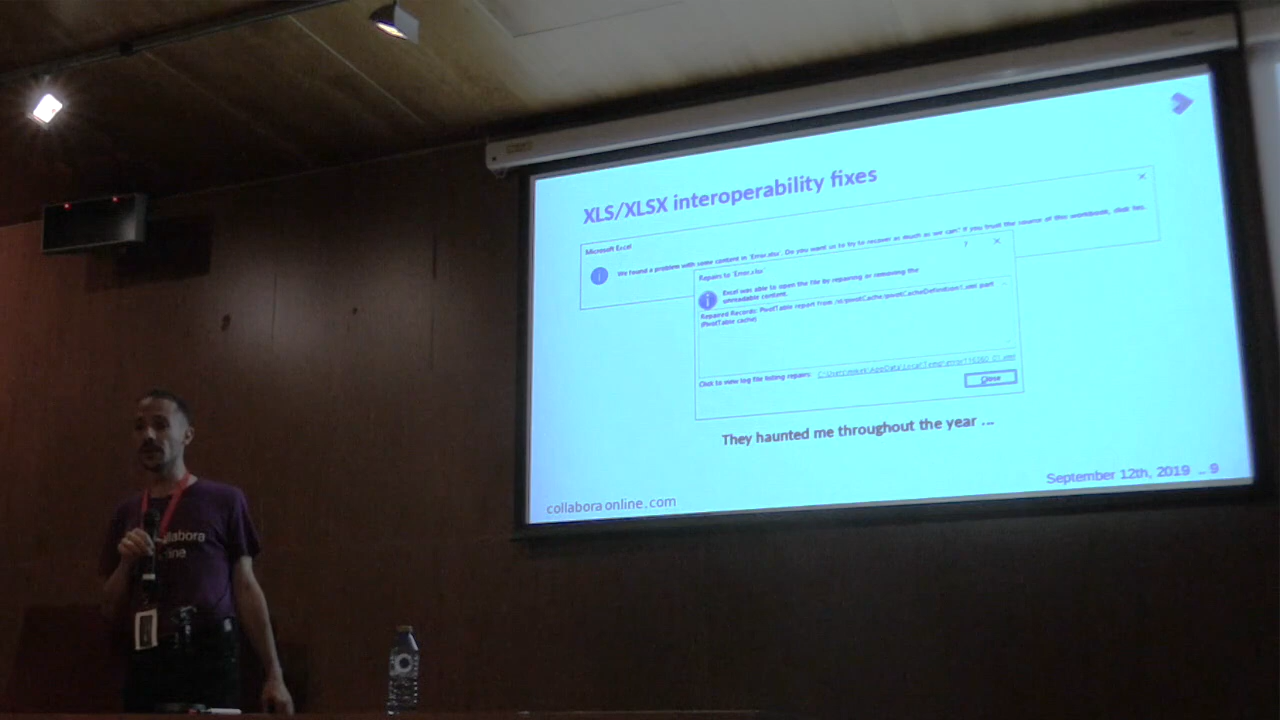 XLS/XLSX interoperability fixes
Microsoft Excel
We found a problem with some content in 'Error.xlsx'. Do you want us to try to recover as much as we can? If you trust the source of this workbook, click Yes.
Repairs to 'Error.xlsx'
Excel was able to open the file by repairing or removing the
unreadable content.
Repaired Records: PivotTable report from /xl/pivotCache/pivotCacheDefinition1.xml part
(PivotTable cache)
Click to view log file listing repairs:
Close
They haunted me throughout the year ...
collaboraonline.com
September 12th, 2019 .. 9
llabora
line